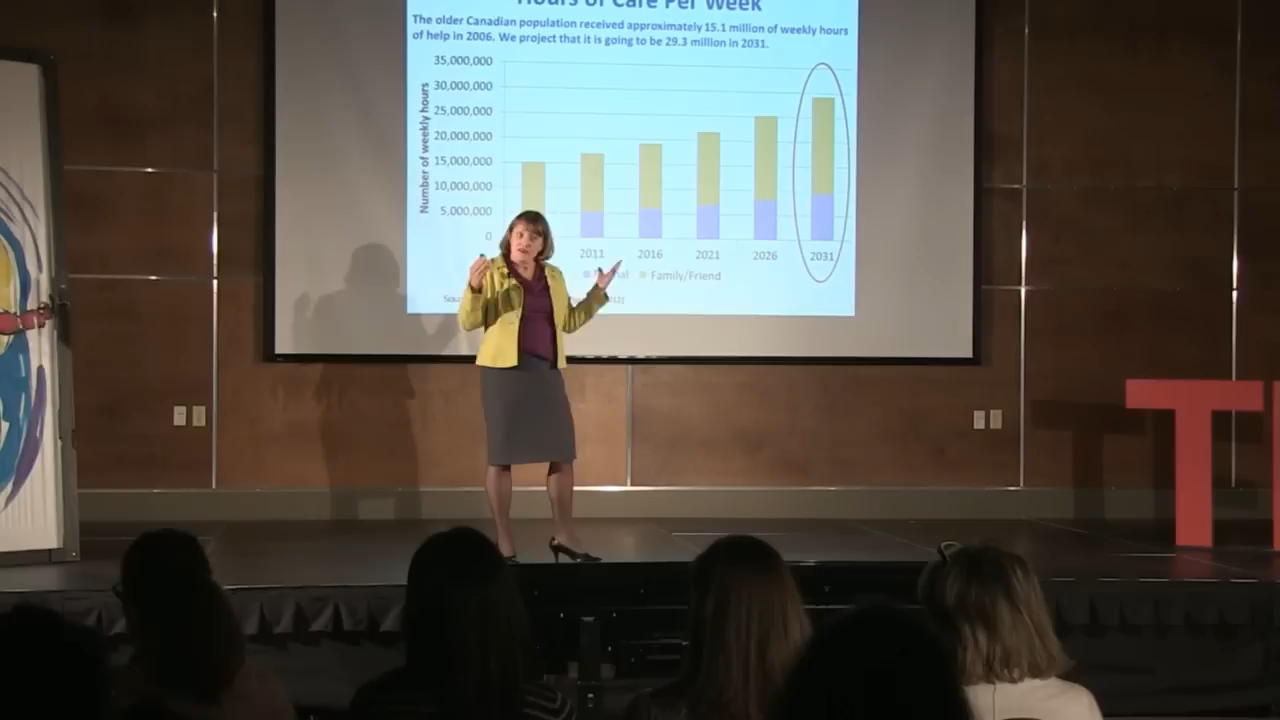 Hours of Care Per Week
The older Canadian population received approximately 15.1 million of weekly hours
of help in 2006. We project that it is going to be 29.3 million in 2031.
Number of weekly hours
35,000,000
30,000,000
25,000,000
20,000,000
15,000,000
10,000,000
5,000,000
0
2011 2016 2021 2026 2031
Family/Friend
T